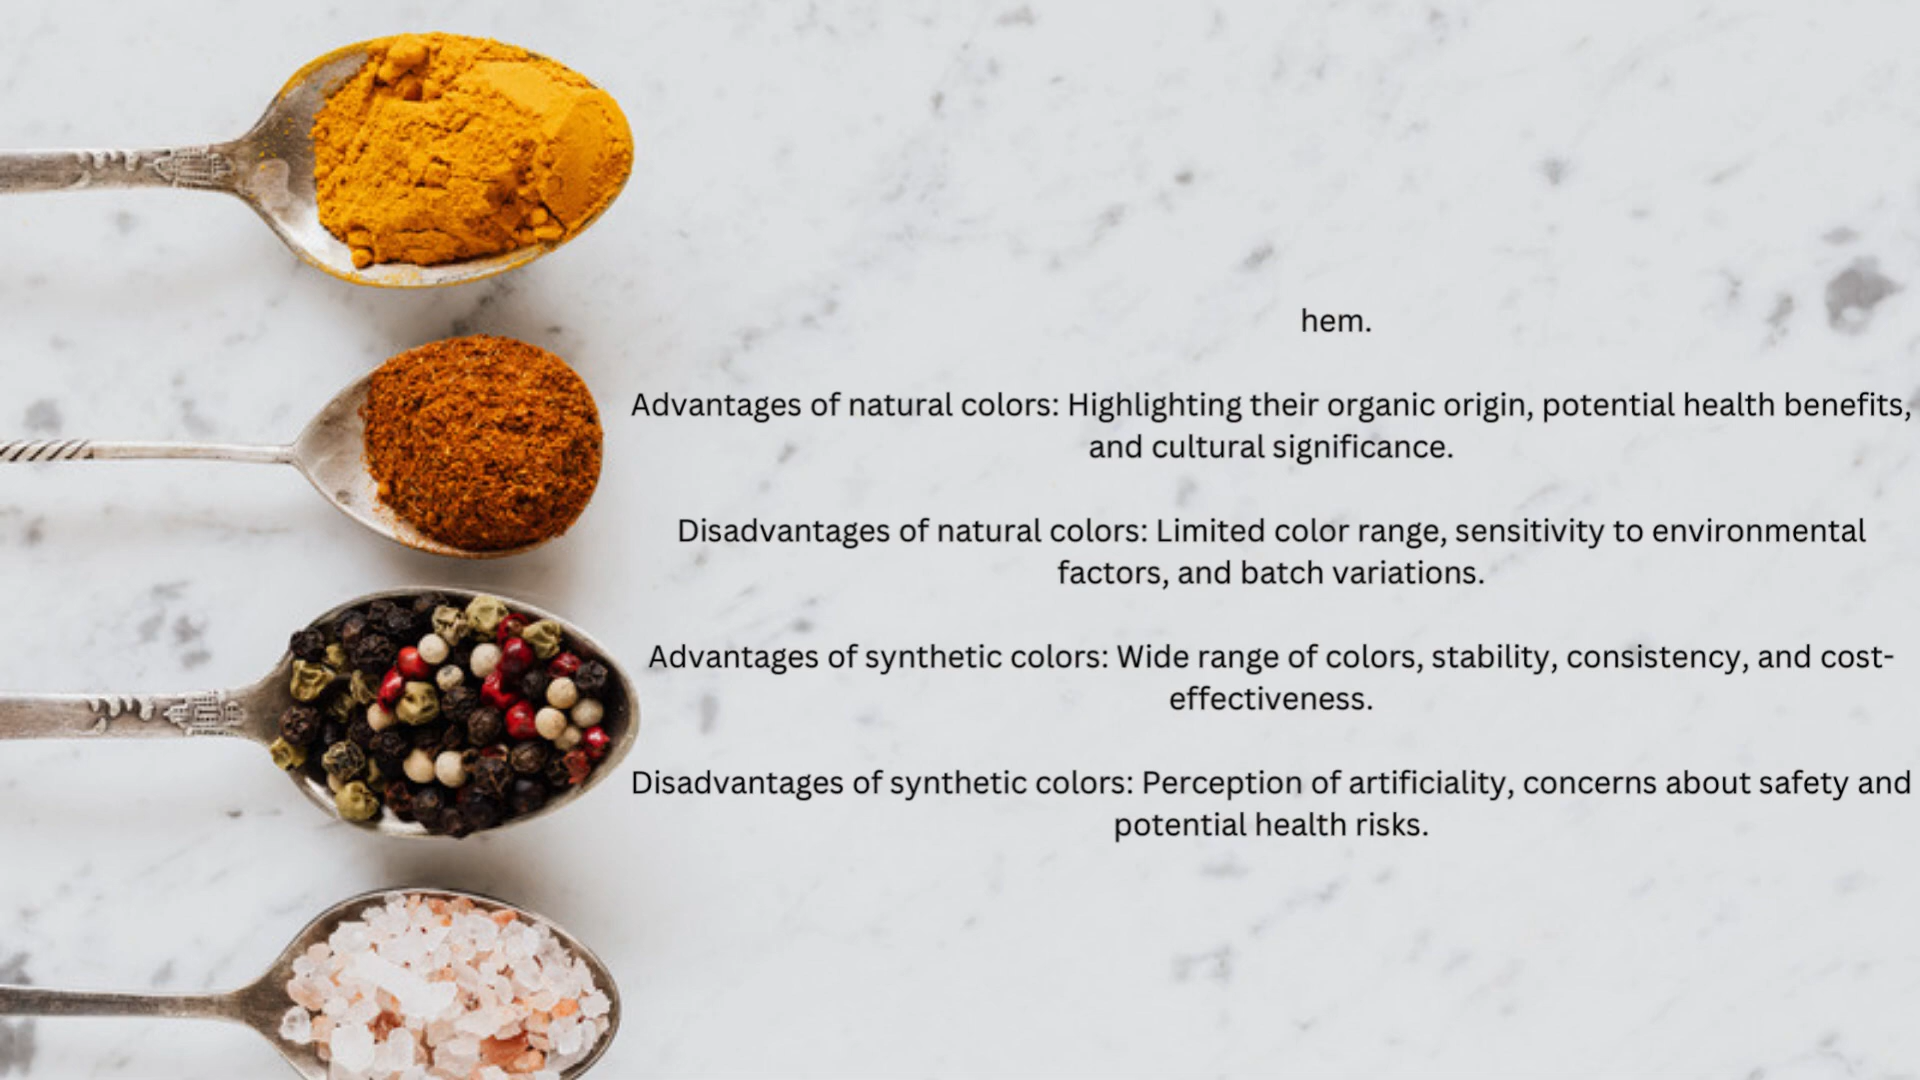 hem.
Advantages of natural colors: Highlighting their organic origin, potential health benefits,
and cultural significance.
Disadvantages of natural colors: Limited color range, sensitivity to environmental
factors, and batch variations.
Advantages of synthetic colors: Wide range of colors, stability, consistency, and cost-
effectiveness.
Disadvantages of synthetic colors: Perception of artificiality, concerns about safety and
potential health risks.